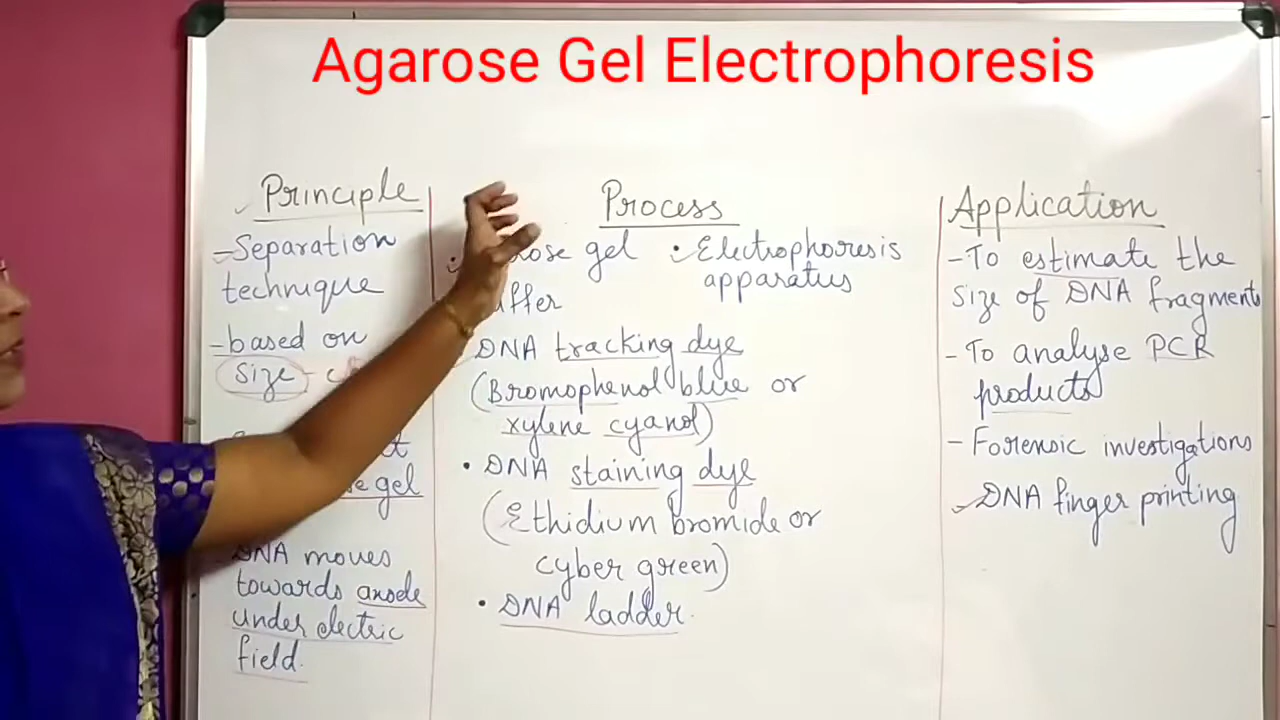 Agarose Gel Electrophoresis
Principle
- Separation
technique
- based on
size -
gel
DNA moves
towards anode
under electric
field.
Process
gel
• Electrophoresis
apparatus
DNA tracking dye
(Bromophenol blue or
xylene cyanol)
• DNA staining dye
(Ethidium bromide or
cyber green)
• DNA ladder.
Application
- To estimate the
size of DNA fragments
- To analyse PCR
products
- Forensic investigations
DNA finger printing